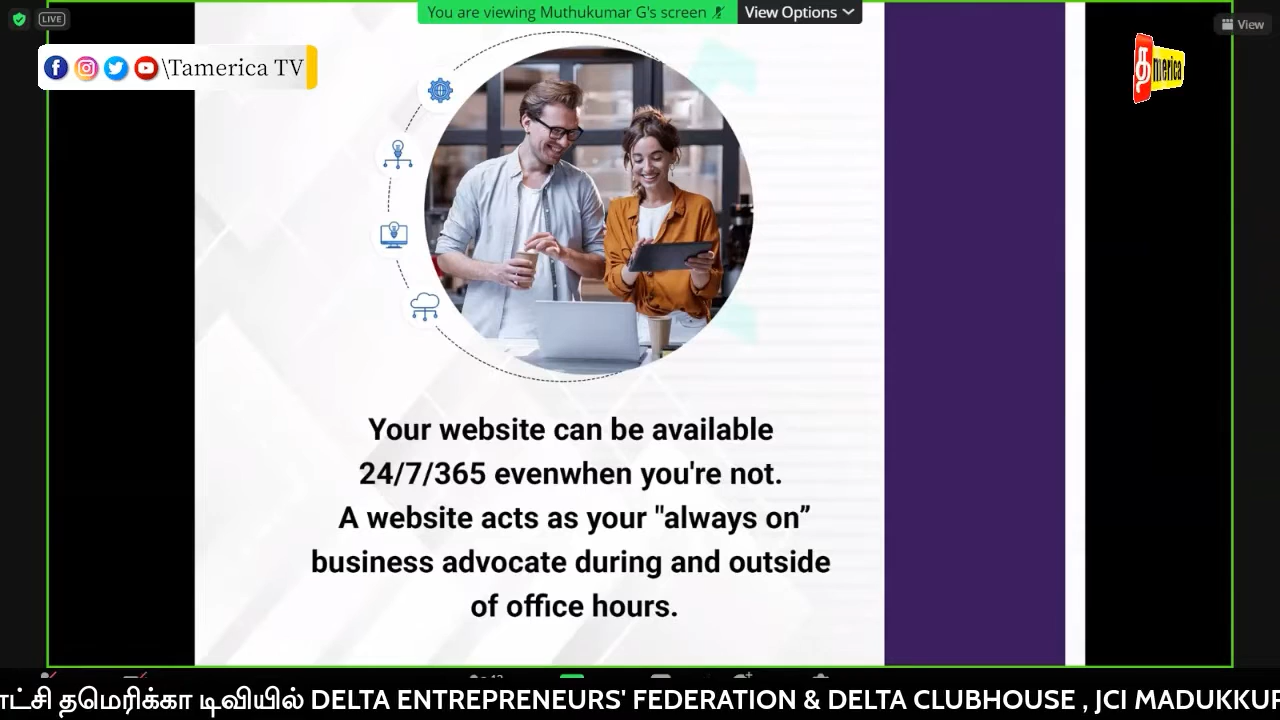 LIVE
You are viewing Muthukumar G's screen
View Options
View
\Tamerica TV
தmerica
Your website can be available
24/7/365 evenwhen you're not.
A website acts as your "always on”
business advocate during and outside
of office hours.
தமெரிக்கா டிவியில் DELTA ENTREPRENEURS' FEDERATION & DELTA CLUBHOUSE , JCI MADUKKUR